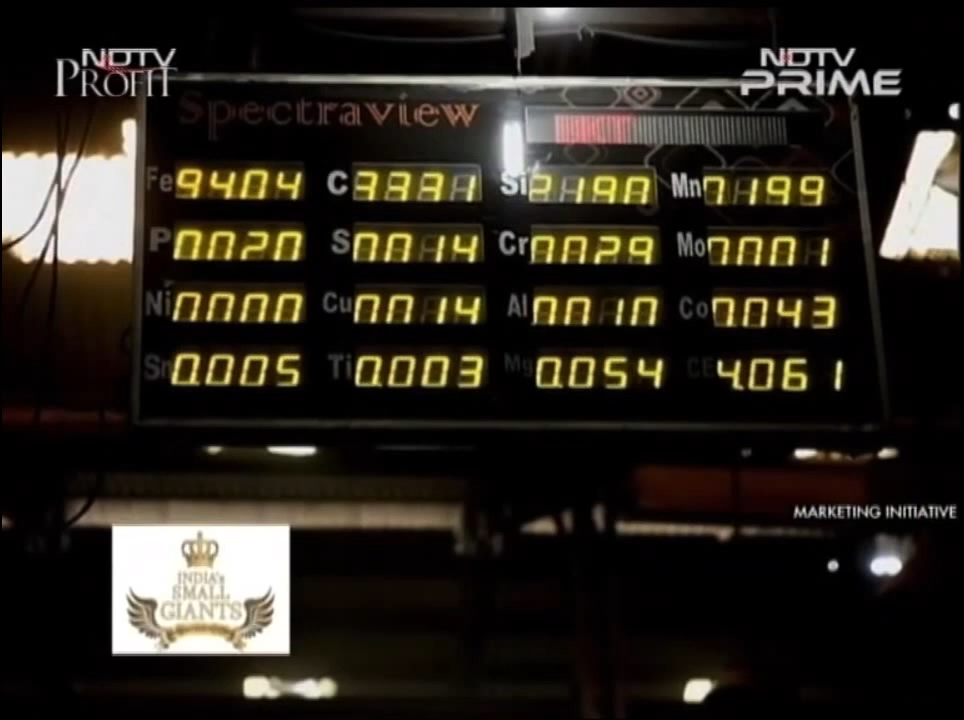 NDTV PROFIT
NDTV PRIME
Spectraview
Fe 94.04 C 3.331 Si 2.190 Mn 0.199
P 0.020 S 0.014 Cr 0.029 Mo 0.001
Ni 0.000 Cu 0.014 Al 0.010 Co 0.043
Sn 0.005 Ti 0.003 Mg 0.054 CE 4.061
MARKETING INITIATIVE
INDIA's
SMALL
GIANTS